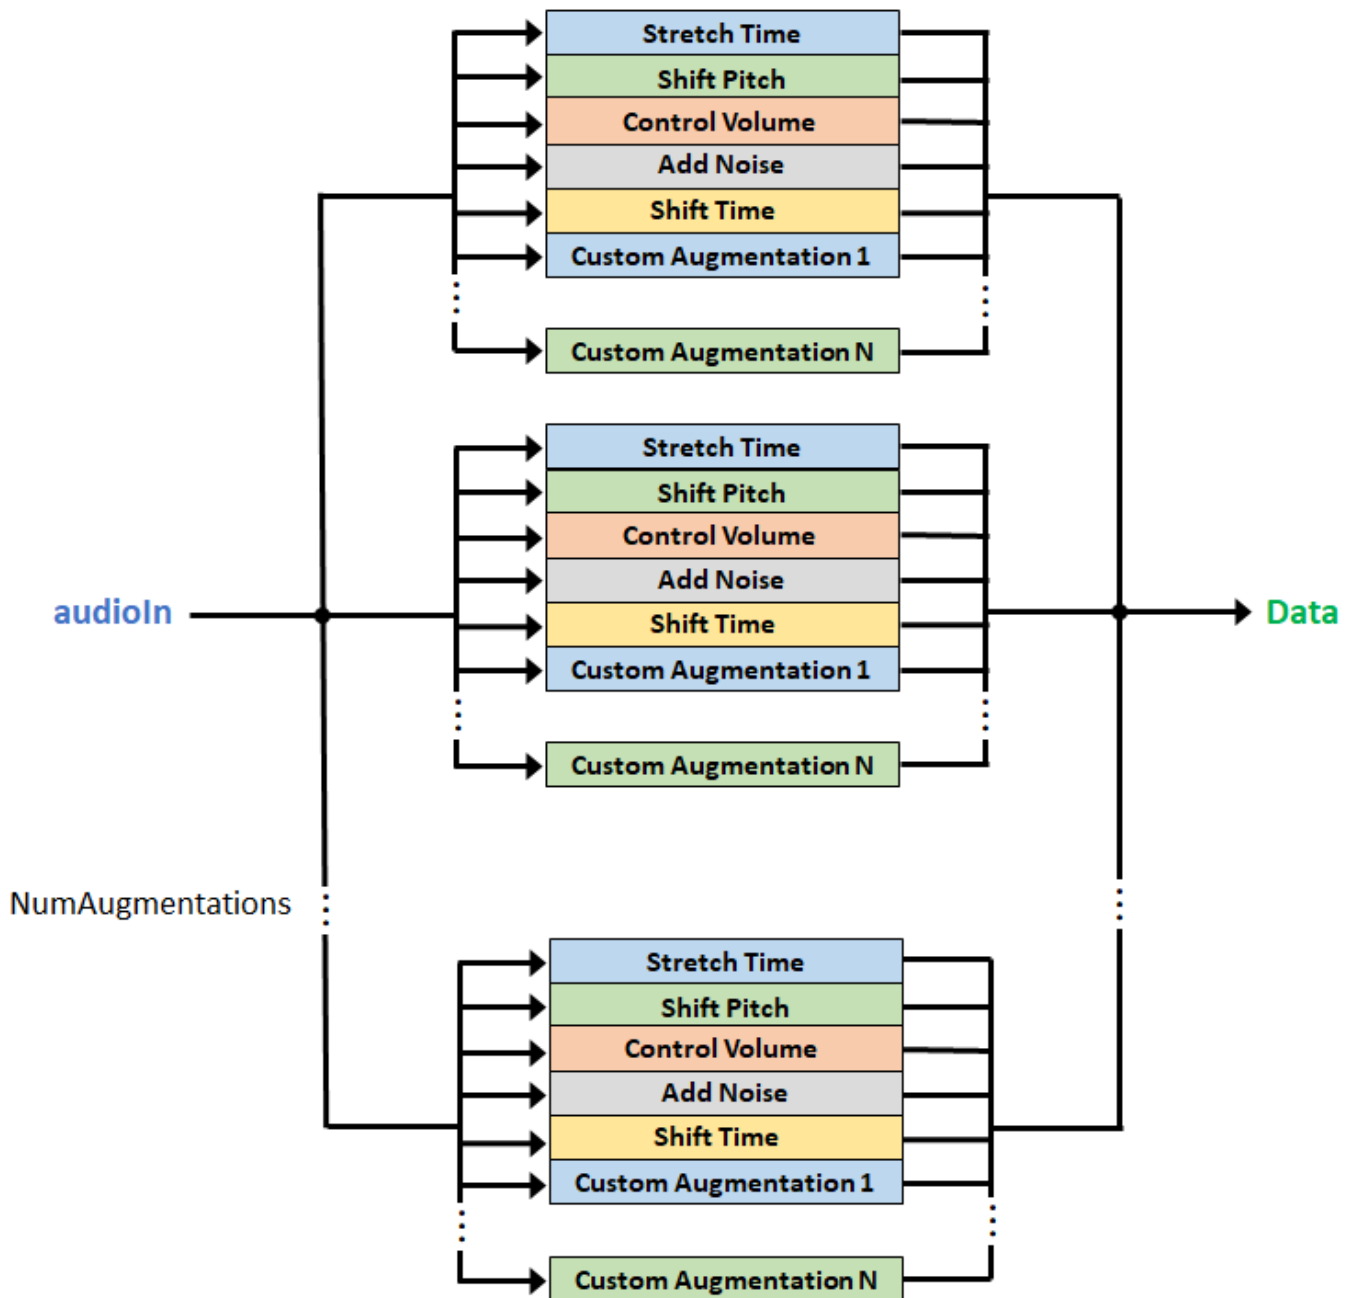 Stretch Time
Shift Pitch
Control Volume
Add Noise
Shift Time
Custom Augmentation 1
Custom Augmentation N
Stretch Time
Shift Pitch
Control Volume
Add Noise
Shift Time
Custom Augmentation 1
Custom Augmentation N
audioIn
Data
NumAugmentations
Stretch Time
Shift Pitch
Control Volume
Add Noise
Shift Time
Custom Augmentation 1
Custom Augmentation N